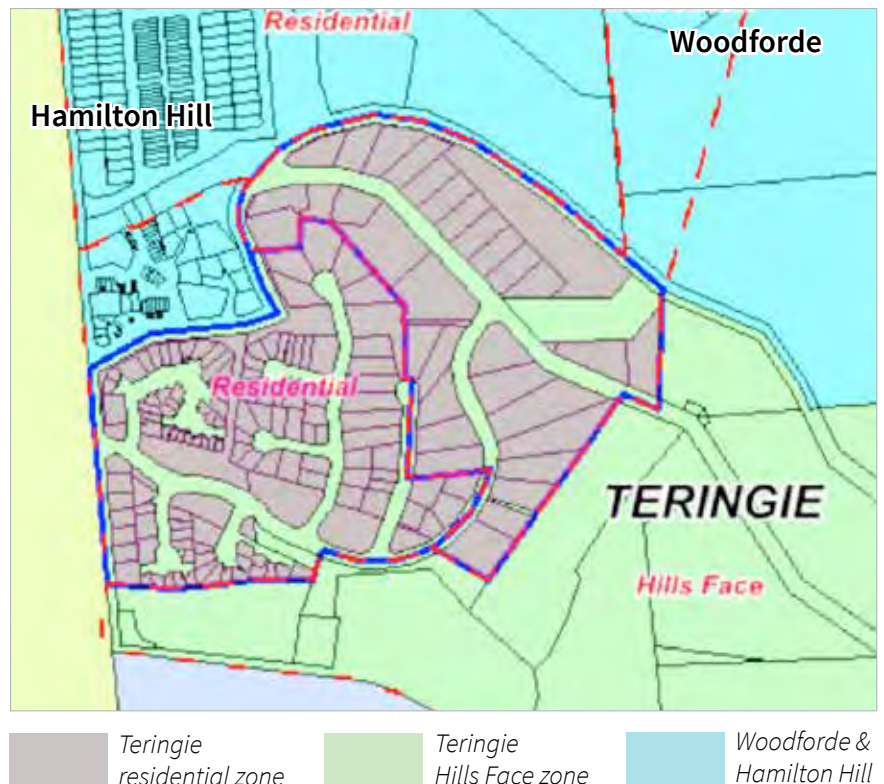 Residential
Woodforde
Hamilton Hill
Residential
TERINGIE
Hills Face
Teringie
residential zone
Teringie
Hills Face zone
Woodforde &
Hamilton Hill